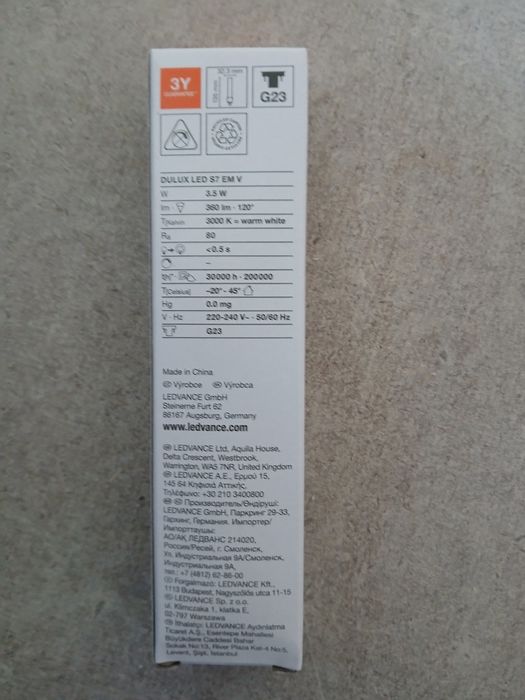 3Y
GUARANTEE
32,3 mm
195 mm
G23
DULUX LED S7 EM V
W 3.5 W
lm · 360 lm · 120°
T[Kelvin] 3000 K = warm white
Ra 80
<0.5 s
–
30000 h · 200000
T[Celsius] -20° - 45°
Hg 0.0 mg
V · Hz 220-240 V~ · 50/60 Hz
G23
Made in China
Výrobce Výrobca
LEDVANCE GmbH
Steinerne Furt 62
86167 Augsburg, Germany
www.ledvance.com
LEDVANCE Ltd, Aquila House,
Delta Crescent, Westbrook,
Warrington, WA5 7NR, United Kingdom
LEDVANCE A.E., Ερμού 15,
145 64 Κηφισιά Αττικής,
Τηλέφωνο: +30 210 3400800
Производитель/Өндіруші:
LEDVANCE GmbH, Паркринг 29-33,
Гархинг, Германия. Импортер/
Импорттаушы:
АО/АҚ ЛЕДВАНС 214020,
Россия/Ресей, г. Смоленск,
Ул. Индустриальная 9А/Смоленск,
Индустриальная 9А,
тел.: +7 (4812) 62-86-00
Forgalmazó: LEDVANCE Kft.,
1113 Budapest, Nagyszőlős utca 11-15
LEDVANCE Sp. z o.o.
ul. Klimczaka 1, klatka E,
02-797 Warszawa
İthalatçı: LEDVANCE Aydınlatma
Ticaret A.Ş., Esentepe Mahallesi
Büyükdere Caddesi Bahar
Sokak No:13, River Plaza Kat:4 No:5,
Levent, Şişli, İstanbul